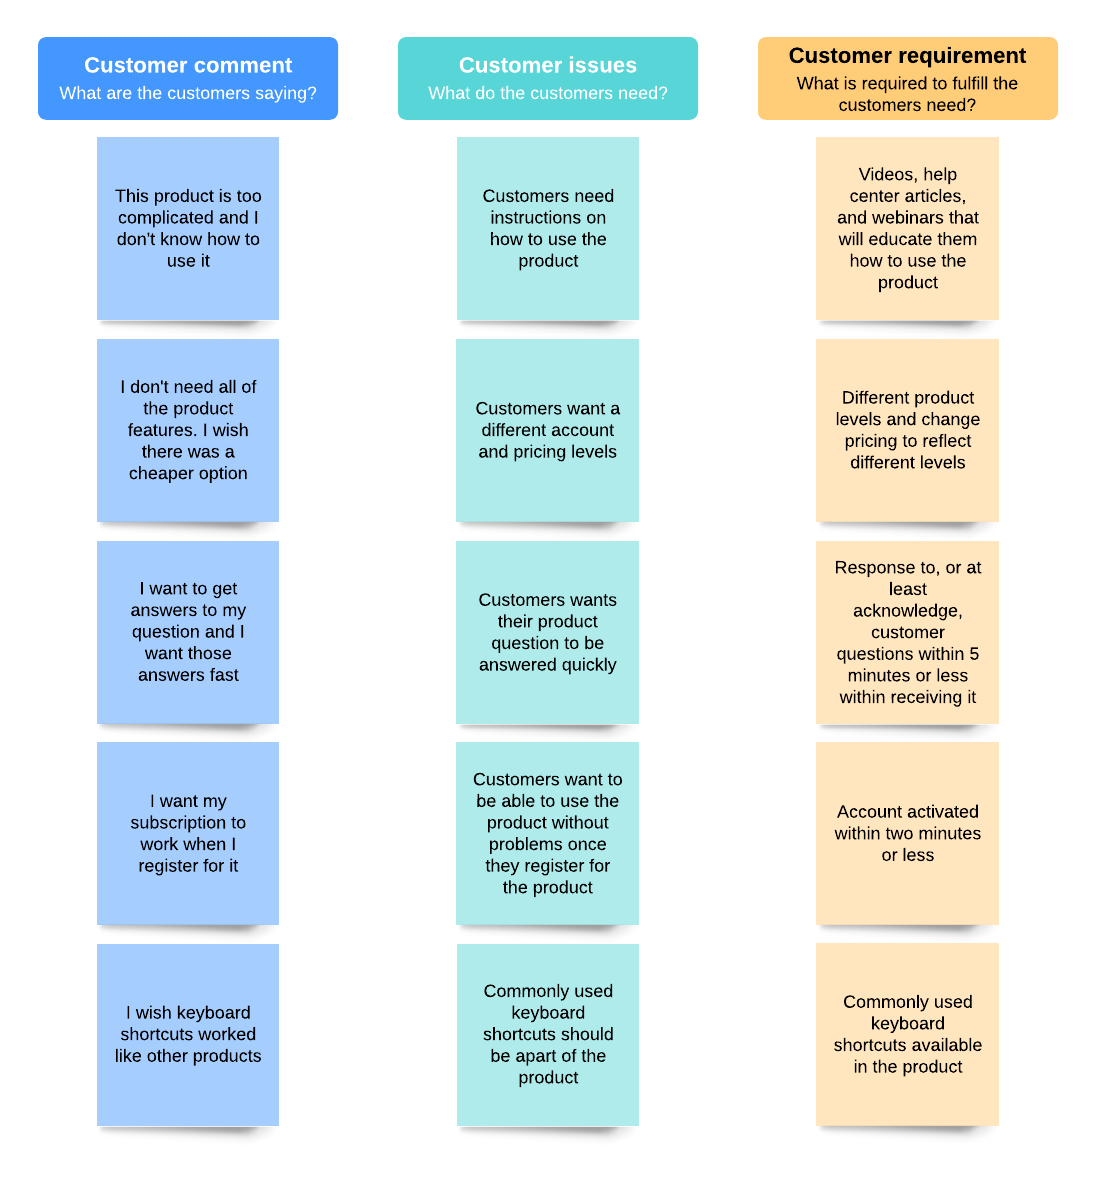 Customer comment
What are the customers saying?
Customer issues
What do the customers need?
Customer requirement
What is required to fulfill the
customers need?
This product is too
complicated and I
don't know how to
use it
Customers need
instructions on
how to use the
product
Videos, help
center articles,
and webinars that
will educate them
how to use the
product
I don't need all of
the product
features. I wish
there was a
cheaper option
Customers want a
different account
and pricing levels
Different product
levels and change
pricing to reflect
different levels
I want to get
answers to my
question and I
want those
answers fast
Customers wants
their product
question to be
answered quickly
Response to, or at
least
acknowledge,
customer
questions within 5
minutes or less
within receiving it
I want my
subscription to
work when I
register for it
Customers want to
be able to use the
product without
problems once
they register for
the product
Account activated
within two minutes
or less
I wish keyboard
shortcuts worked
like other products
Commonly used
keyboard
shortcuts should
be apart of the
product
Commonly used
keyboard
shortcuts available
in the product